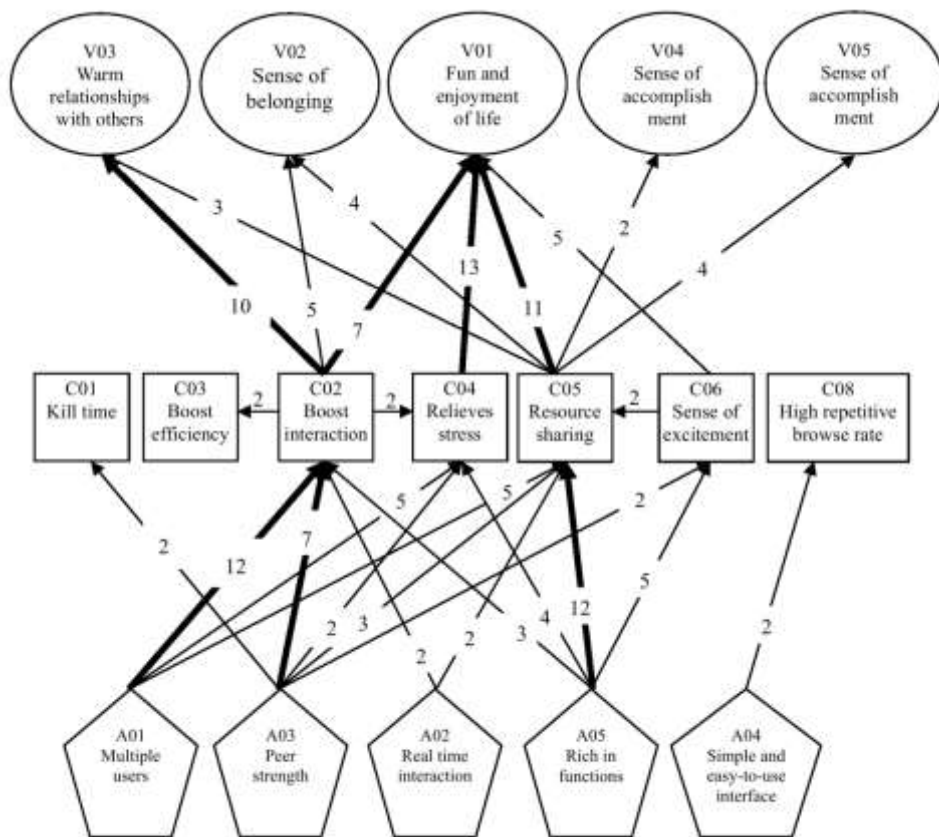 V03
Warm
relationships
with others
V02
Sense of
belonging
V01
Fun and
enjoyment
of life
V04
Sense of
accomplish
ment
V05
Sense of
accomplish
ment
3
4
2
5
4
10
5
7
13
11
C01
Kill time
C03
Boost
efficiency
2
C02
Boost
interaction
2
C04
Relieves
stress
C05
Resource
sharing
2
C06
Sense of
excitement
C08
High repetitive
browse rate
2
12
7
5
5
2
2
3
2
2
4
3
12
5
2
A01
Multiple
users
A03
Peer
strength
A02
Real time
interaction
A05
Rich in
functions
A04
Simple and
easy-to-use
interface